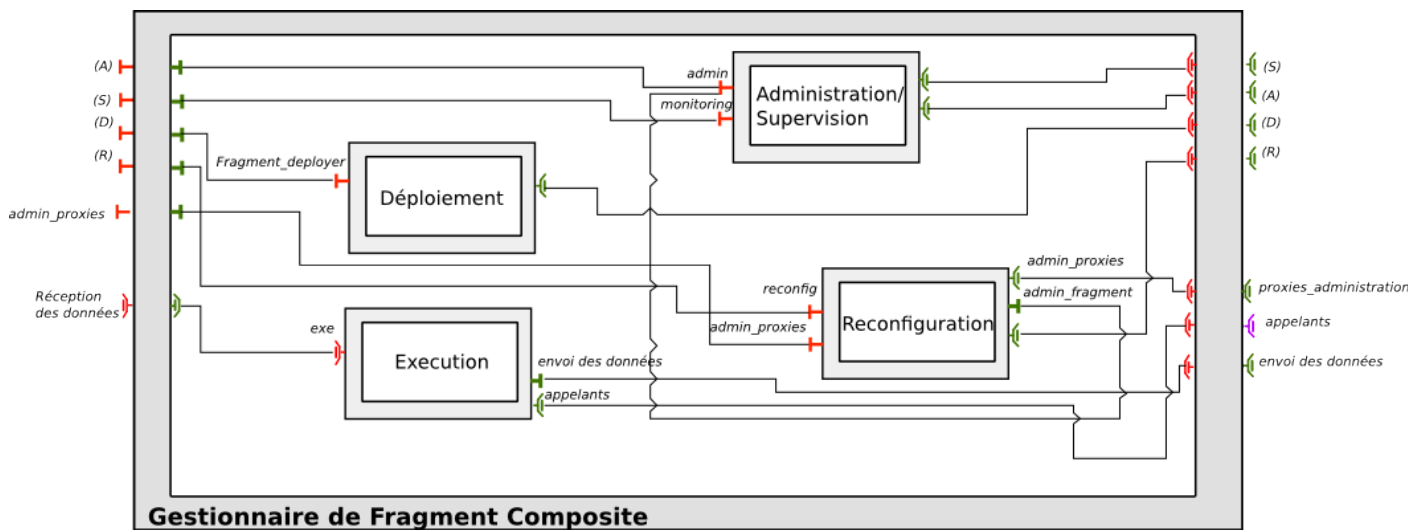 (A)
(S)
(D)
(R)
admin_proxies
Réception
des données
admin
monitoring
Administration/
Supervision
Fragment_deployer
Déploiement
exe
Execution
envoi des données
appelants
reconfig
admin_proxies
Reconfiguration
admin_proxies
admin_fragment
(S)
(A)
(D)
(R)
proxies_administration
appelants
envoi des données
Gestionnaire de Fragment Composite